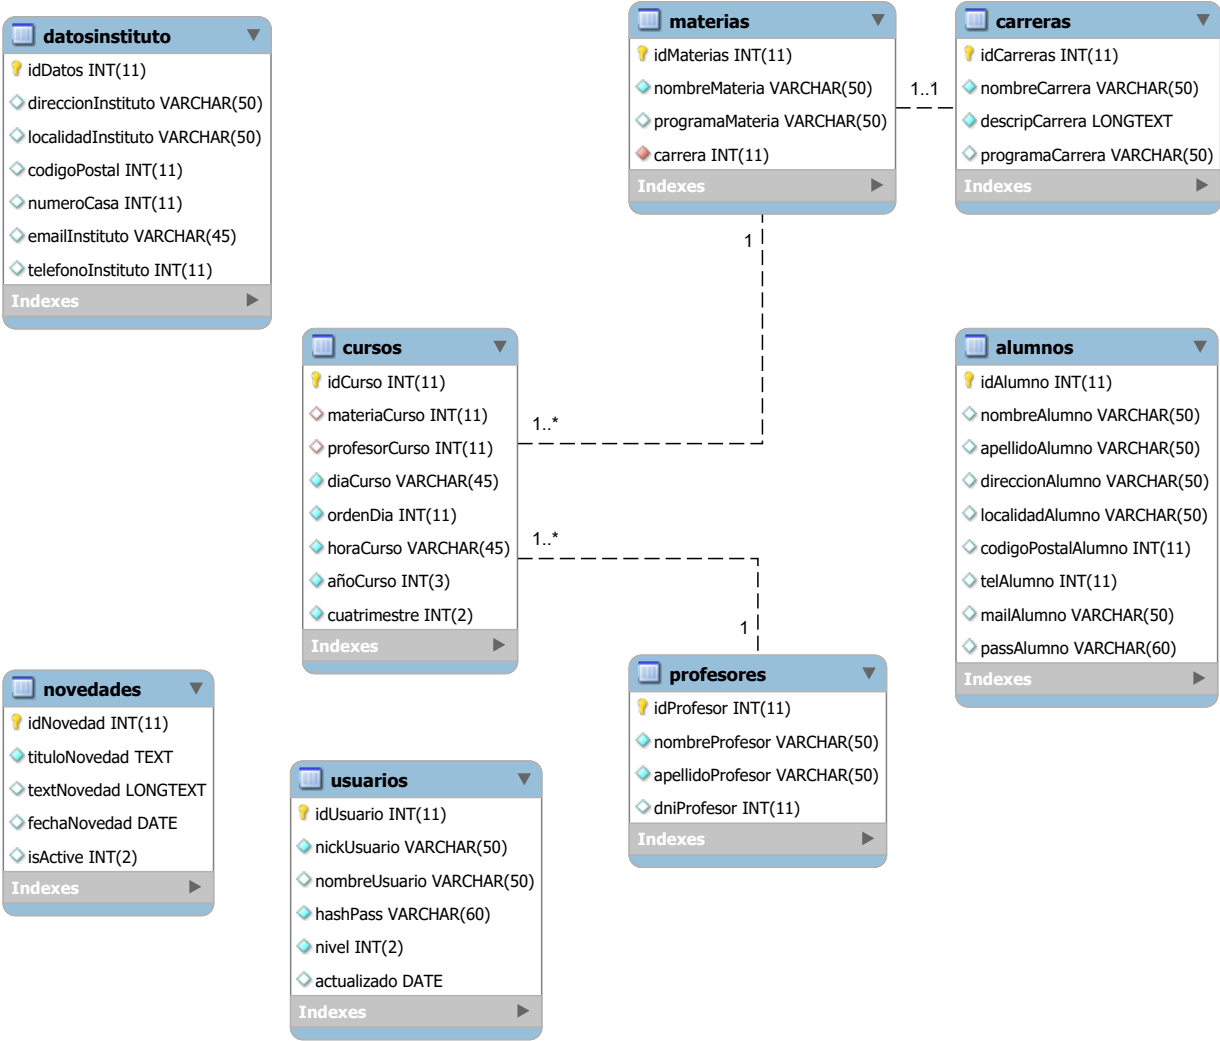 datosinstituto
idDatos INT(11)
direccionInstituto VARCHAR(50)
localidadInstituto VARCHAR(50)
codigoPostal INT(11)
numeroCasa INT(11)
emailInstituto VARCHAR(45)
telefonoInstituto INT(11)
Indexes
materias
idMaterias INT(11)
nombreMateria VARCHAR(50)
programaMateria VARCHAR(50)
carrera INT(11)
Indexes
1..1
carreras
idCarreras INT(11)
nombreCarrera VARCHAR(50)
descripCarrera LONGTEXT
programaCarrera VARCHAR(50)
Indexes
1
1..*
cursos
idCurso INT(11)
materiaCurso INT(11)
profesorCurso INT(11)
diaCurso VARCHAR(45)
ordenDia INT(11)
horaCurso VARCHAR(45)
añoCurso INT(3)
cuatrimestre INT(2)
Indexes
1..*
1
alumnos
idAlumno INT(11)
nombreAlumno VARCHAR(50)
apellidoAlumno VARCHAR(50)
direccionAlumno VARCHAR(50)
localidadAlumno VARCHAR(50)
codigoPostalAlumno INT(11)
telAlumno INT(11)
mailAlumno VARCHAR(50)
passAlumno VARCHAR(60)
Indexes
novedades
idNovedad INT(11)
tituloNovedad TEXT
textNovedad LONGTEXT
fechaNovedad DATE
isActive INT(2)
Indexes
usuarios
idUsuario INT(11)
nickUsuario VARCHAR(50)
nombreUsuario VARCHAR(50)
hashPass VARCHAR(60)
nivel INT(2)
actualizado DATE
Indexes
profesores
idProfesor INT(11)
nombreProfesor VARCHAR(50)
apellidoProfesor VARCHAR(50)
dniProfesor INT(11)
Indexes